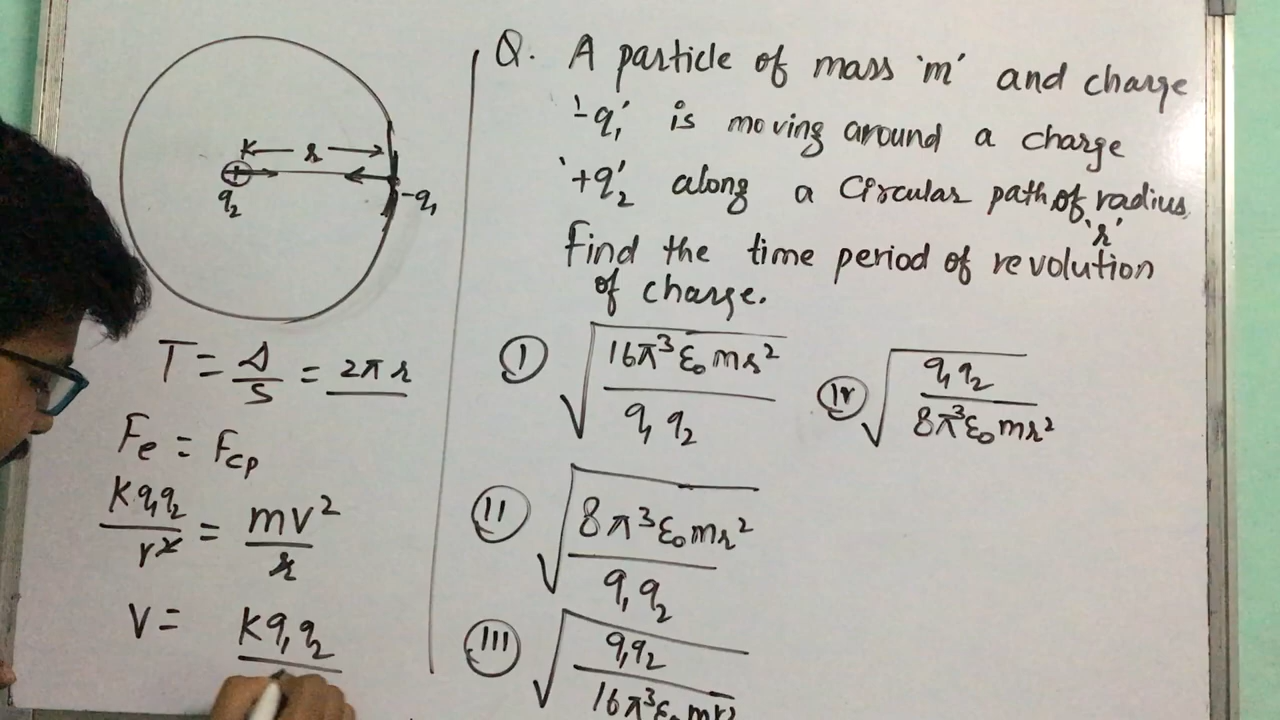 r
q₂
-q₁
T = Δ/S = 2πr
Fe = Fcp
Kq₁q₂/r² = mv²/r
V = Kq₁q₂
Q. A particle of mass 'm' and charge
'-q₁' is moving around a charge
'+q₂' along a Circular path of radius
'r'
Find the time period of revolution
of charge.
I √(16π³ε₀mr²/q₁q₂)
IV √(q₁q₂/8π³ε₀mr²)
II √(8π³ε₀mr²/q₁q₂)
III √(q₁q₂/16π³ε₀mr²)